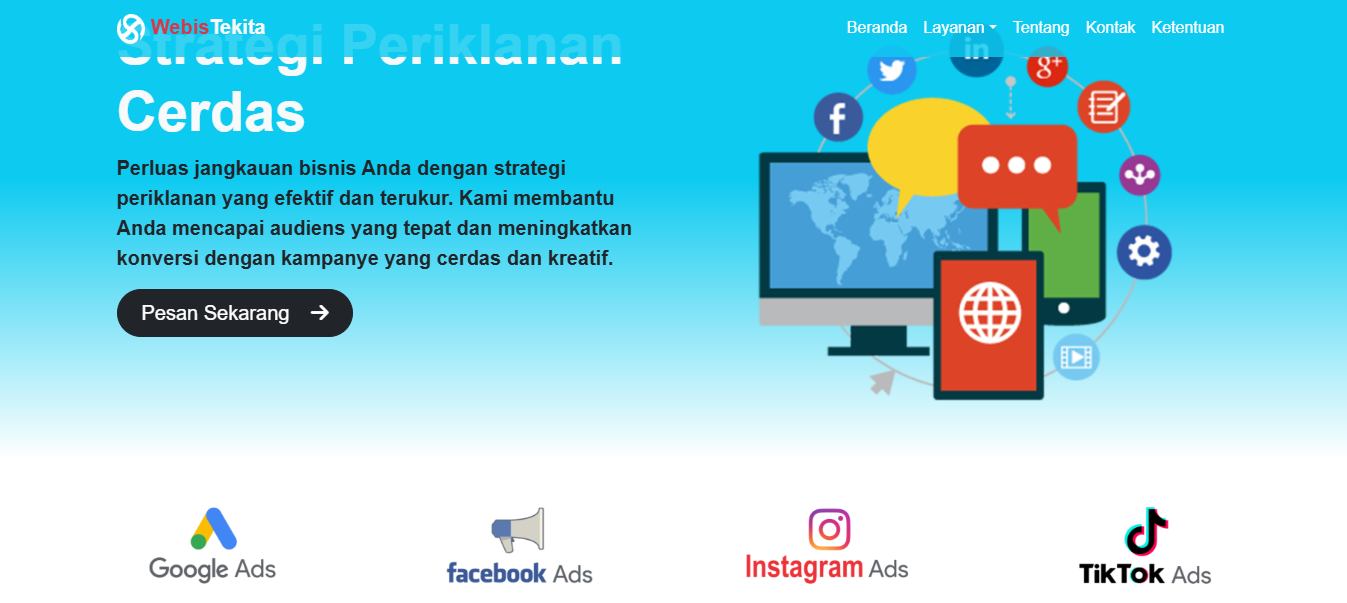 WebisTekita
Beranda Layanan Tentang Kontak Ketentuan
Strategi Periklanan
Cerdas
Perluas jangkauan bisnis Anda dengan strategi
periklanan yang efektif dan terukur. Kami membantu
Anda mencapai audiens yang tepat dan meningkatkan
konversi dengan kampanye yang cerdas dan kreatif.
Pesan Sekarang
in
g+
f
Google Ads
facebook Ads
Instagram Ads
TikTok Ads